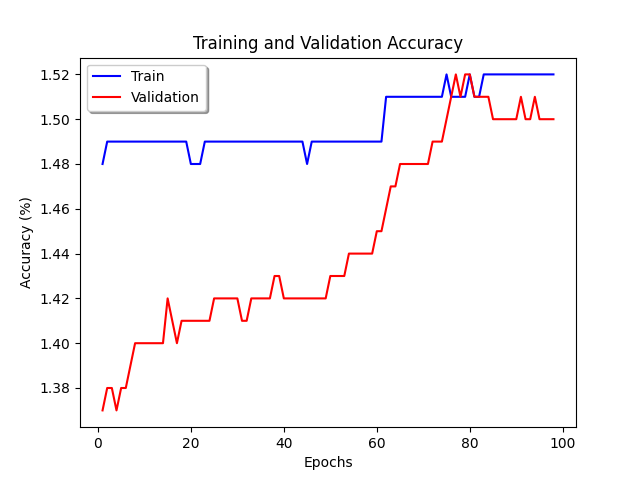 Training and Validation Accuracy
Train
Validation
1.52
1.50
1.48
1.46
1.44
1.42
1.40
1.38
Accuracy (%)
0 20 40 60 80 100
Epochs